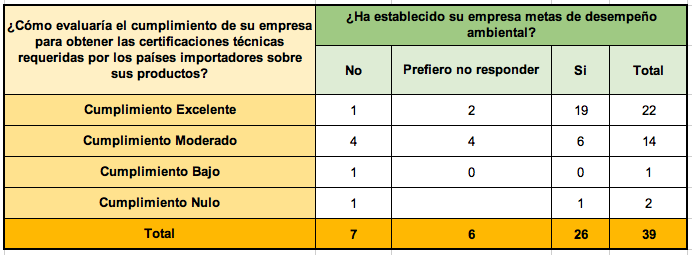 ¿Cómo evaluaría el cumplimiento de su empresa
para obtener las certificaciones técnicas
requeridas por los países importadores sobre
sus productos?
¿Ha establecido su empresa metas de desempeño
ambiental?
No Prefiero no responder Si Total
Cumplimiento Excelente 1 2 19 22
Cumplimiento Moderado 4 4 6 14
Cumplimiento Bajo 1 0 0 1
Cumplimiento Nulo 1 1 2
Total 7 6 26 39